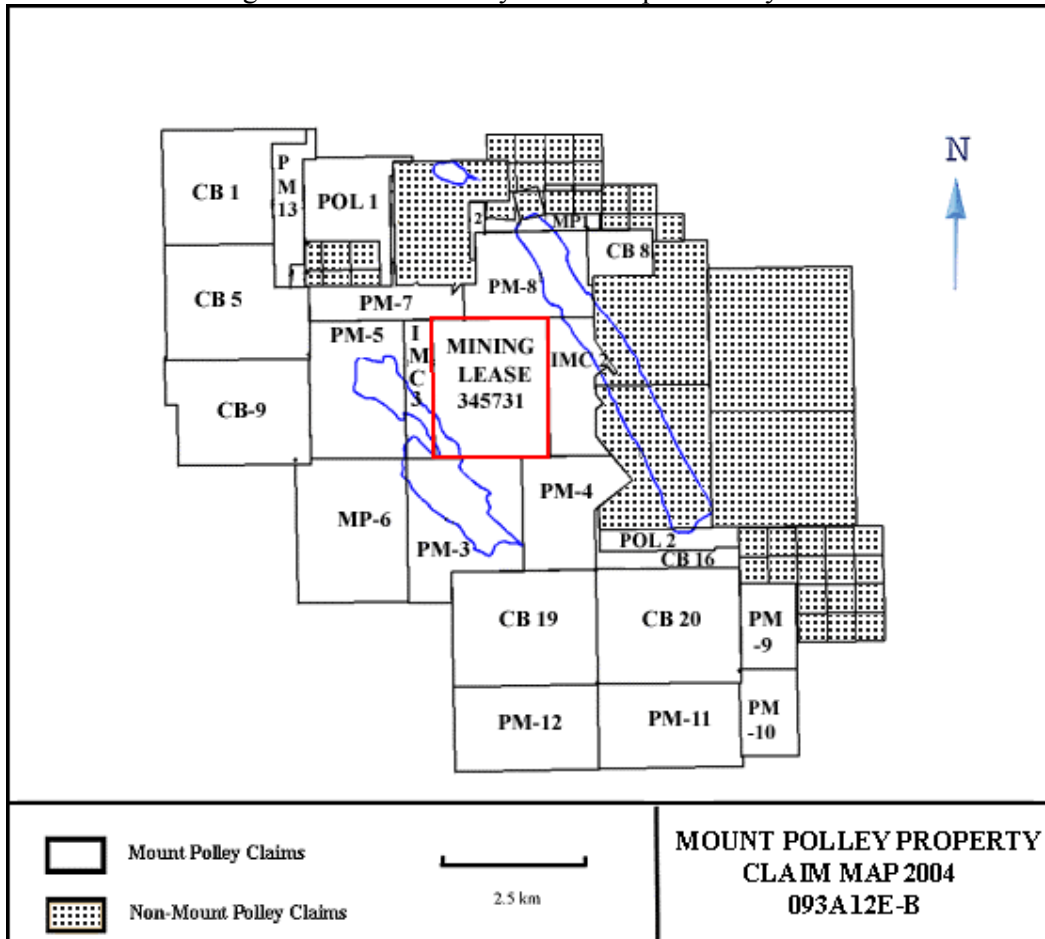 CB 1
P
M
13
POL 1
2
MP1
CB 8
CB 5
PM-7
PM-8
PM-5
I
M
C
3
MINING
LEASE
345731
IMC
CB-9
MP-6
PM-3
PM-4
POL 2
CB 16
CB 19
CB 20
PM
-9
PM-12
PM-11
PM
-10
N
Mount Polley Claims
Non-Mount Polley Claims
2.5 km
MOUNT POLLEY PROPERTY
CLAIM MAP 2004
093A12E-B